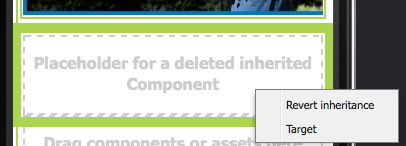 Placeholder for a deleted inherited
Component
Revert inheritance
Target
Drag components or assets here